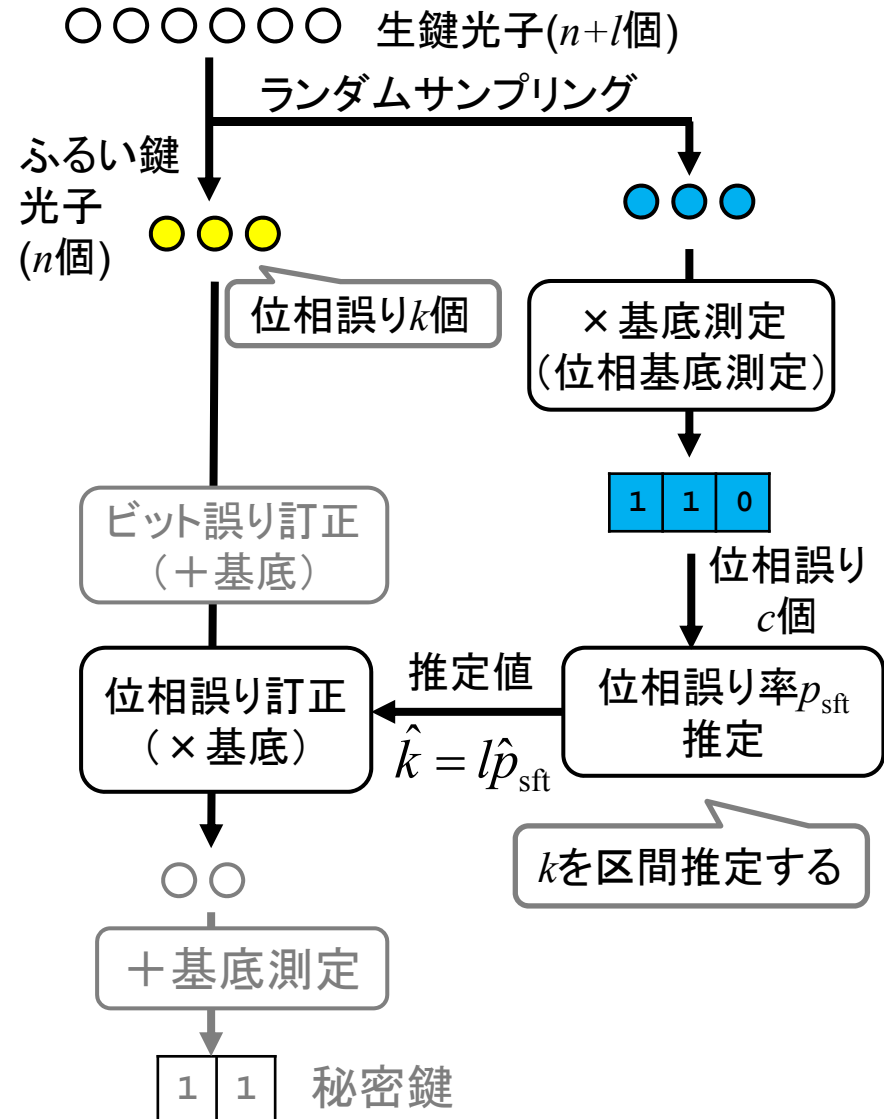 生鍵光子(n+l個)
ランダムサンプリング
ふるい鍵
光子
(n個)
位相誤りk個
×基底測定
(位相基底測定)
1 1 0
ビット誤り訂正
(＋基底)
位相誤り
c個
位相誤り訂正
(×基底)
推定値
k̂ = lp̂sft
位相誤り率psft
推定
kを区間推定する
＋基底測定
1 1 秘密鍵